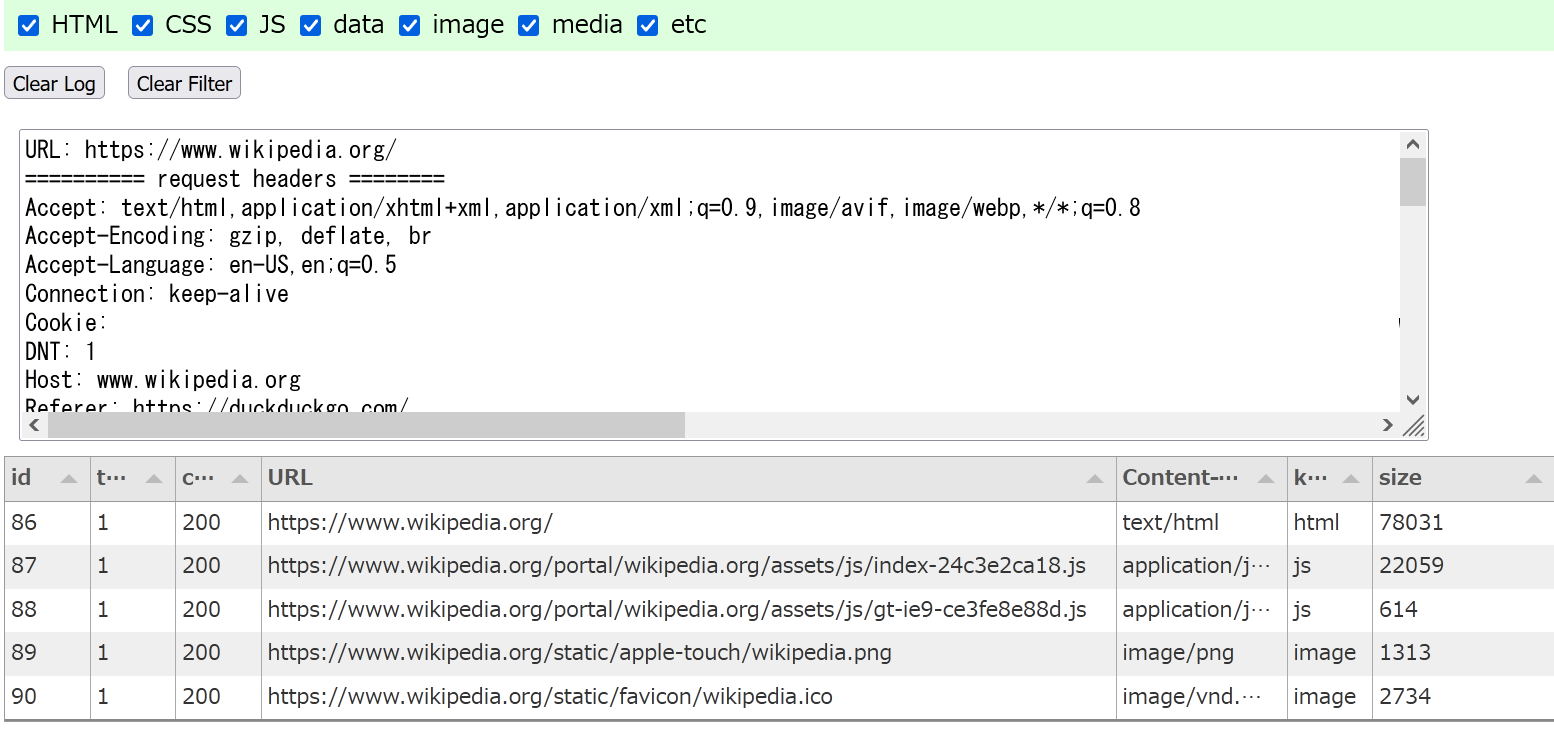 HTML CSS JS data image media etc
Clear Log Clear Filter
URL: https://www.wikipedia.org/
========== request headers ========
Accept: text/html,application/xhtml+xml,application/xml;q=0.9,image/avif,image/webp,*/*;q=0.8
Accept-Encoding: gzip, deflate, br
Accept-Language: en-US,en;q=0.5
Connection: keep-alive
Cookie:
DNT: 1
Host: www.wikipedia.org
Referer: https://duckduckgo.com/
id t… c… URL Content-… k… size
86 1 200 https://www.wikipedia.org/ text/html html 78031
87 1 200 https://www.wikipedia.org/portal/wikipedia.org/assets/js/index-24c3e2ca18.js application/j… js 22059
88 1 200 https://www.wikipedia.org/portal/wikipedia.org/assets/js/gt-ie9-ce3fe8e88d.js application/j… js 614
89 1 200 https://www.wikipedia.org/static/apple-touch/wikipedia.png image/png image 1313
90 1 200 https://www.wikipedia.org/static/favicon/wikipedia.ico image/vnd.… image 2734